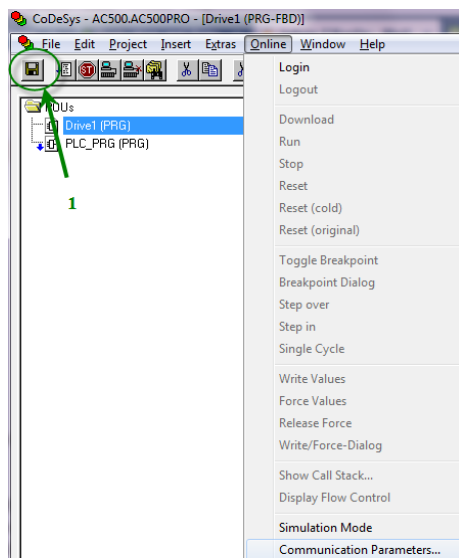 CoDeSys - AC500.AC500PRO - [Drive1 (PRG-FBD)]
File Edit Project Insert Extras Online Window Help
Login
Logout
Download
Run
Stop
Reset
Reset (cold)
Reset (original)
Toggle Breakpoint
Breakpoint Dialog
Step over
Step in
Single Cycle
Write Values
Force Values
Release Force
Write/Force-Dialog
Show Call Stack...
Display Flow Control
Simulation Mode
Communication Parameters...
POUs
Drive1 (PRG)
PLC_PRG (PRG)
1